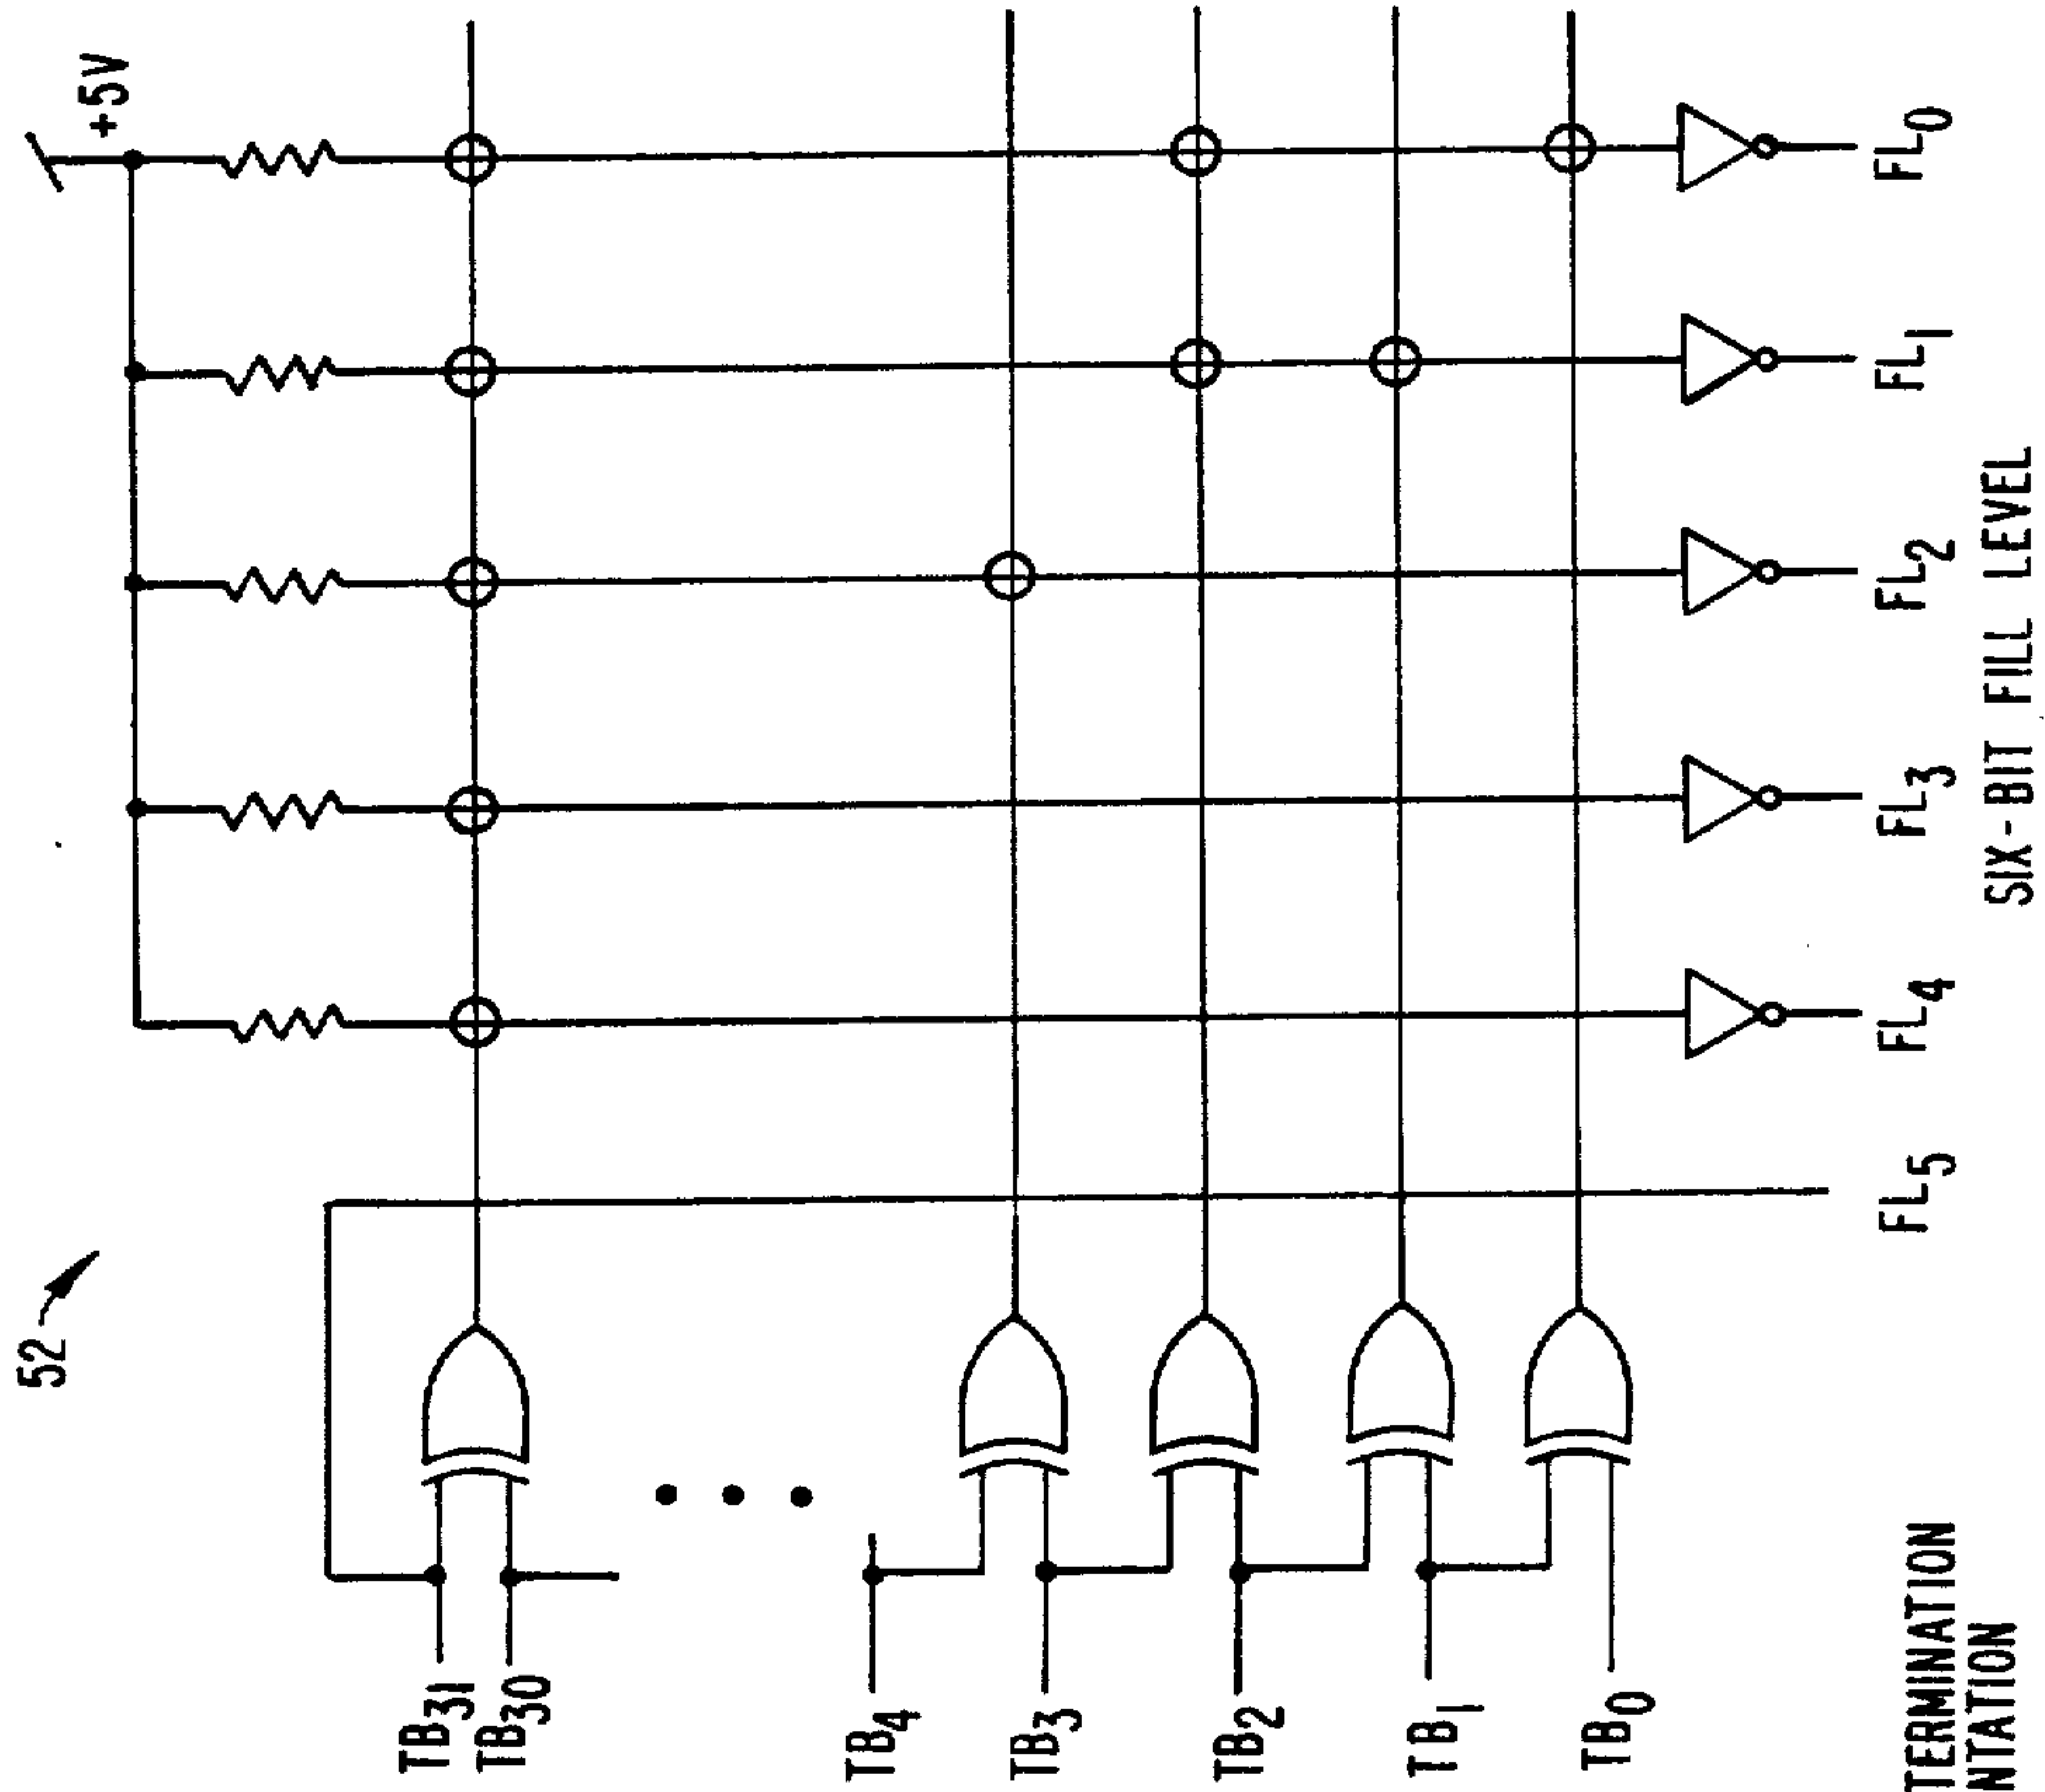 52
+5V
TB31
TB30
TB4
TB3
TB2
TB1
TB0
FL5
FL4
FL3
FL2
FL1
FL0
SIX-BIT FILL LEVEL
TERMINATION
NTATION